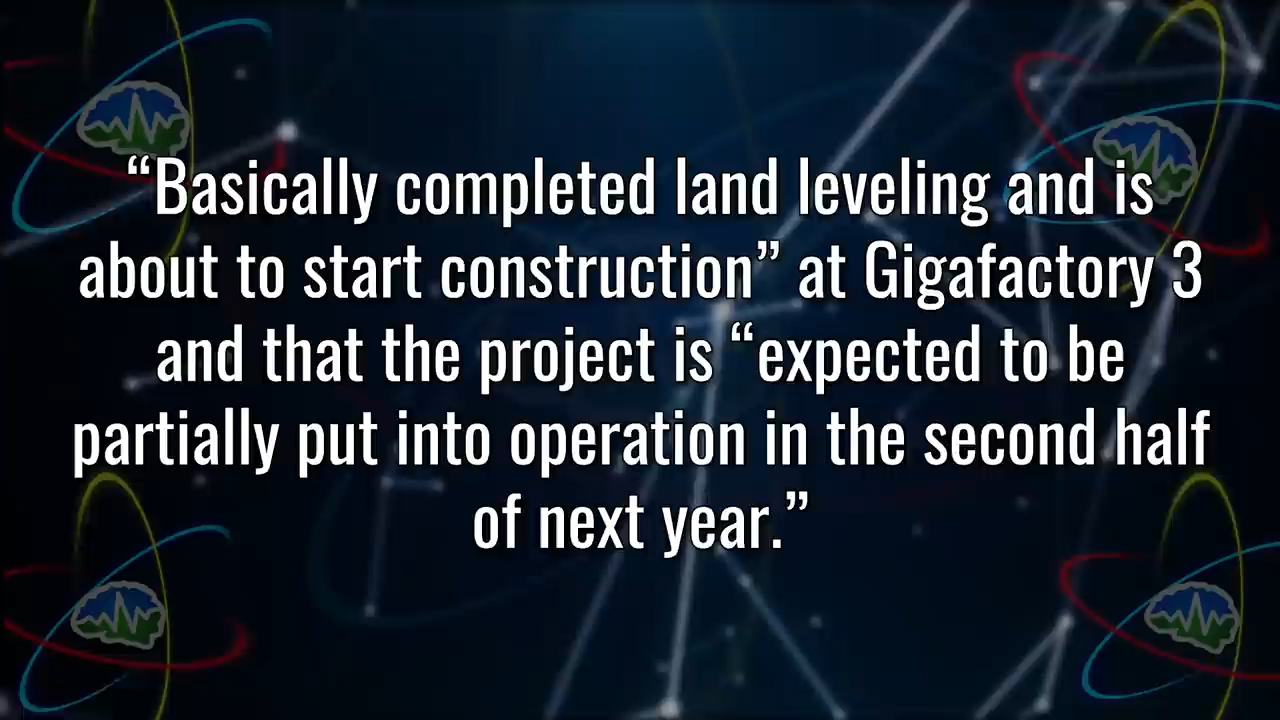 “Basically completed land leveling and is
about to start construction” at Gigafactory 3
and that the project is “expected to be
partially put into operation in the second half
of next year.”